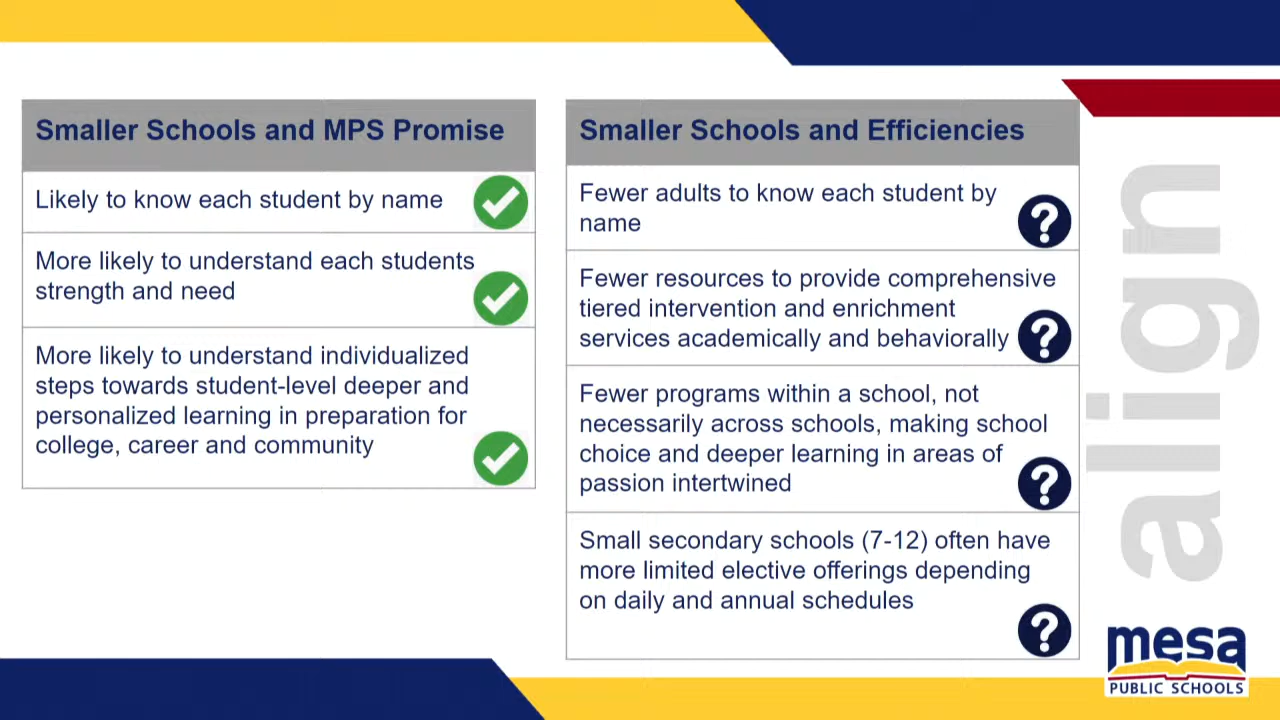 Smaller Schools and MPS Promise
Likely to know each student by name
More likely to understand each students
strength and need
More likely to understand individualized
steps towards student-level deeper and
personalized learning in preparation for
college, career and community
Smaller Schools and Efficiencies
Fewer adults to know each student by
name
Fewer resources to provide comprehensive
tiered intervention and enrichment
services academically and behaviorally
Fewer programs within a school, not
necessarily across schools, making school
choice and deeper learning in areas of
passion intertwined
Small secondary schools (7-12) often have
more limited elective offerings depending
on daily and annual schedules
align
mesa
PUBLIC SCHOOLS